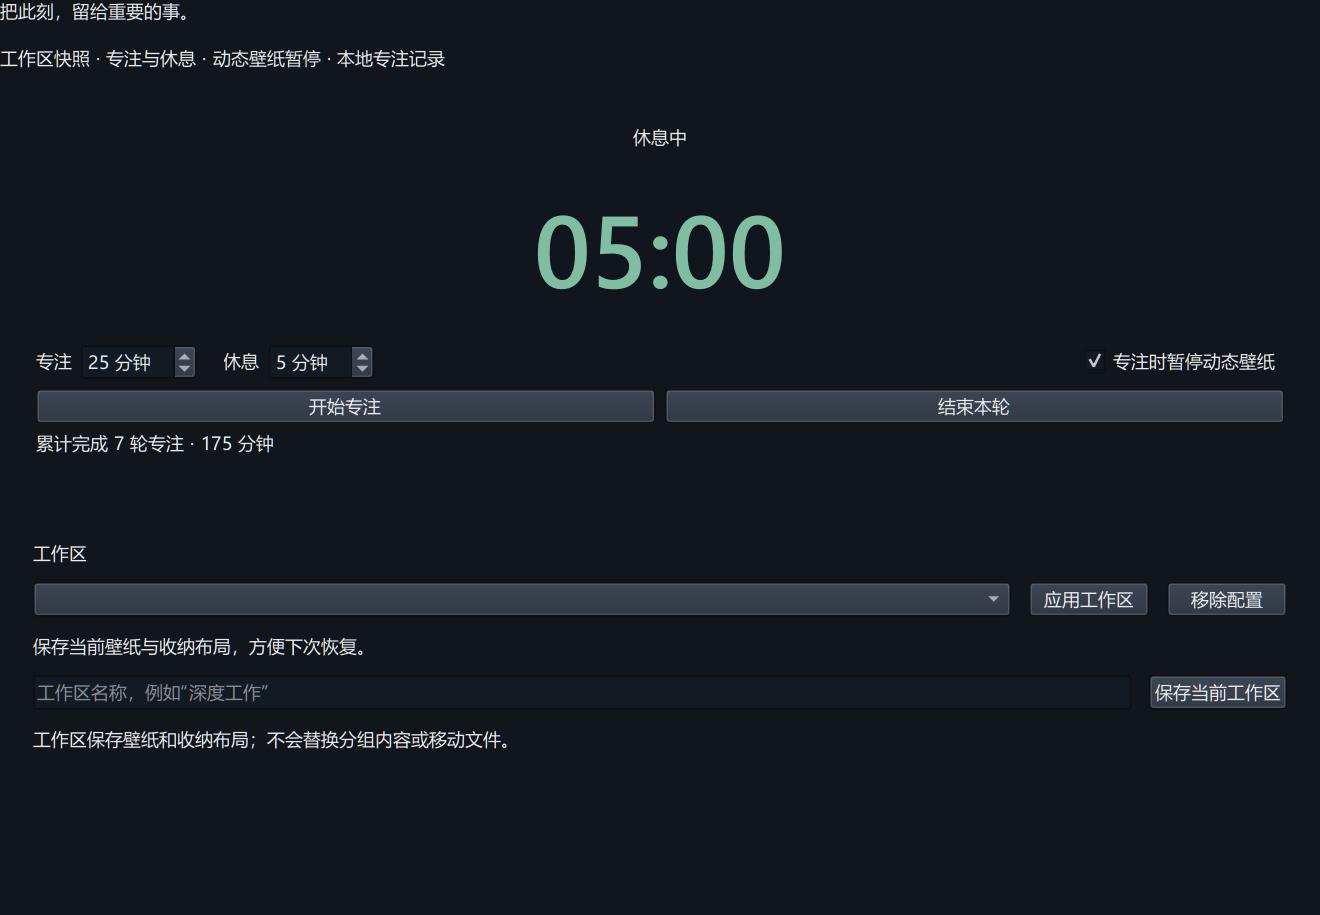 把此刻，留给重要的事。
工作区快照 · 专注与休息 · 动态壁纸暂停 · 本地专注记录
休息中
05:00
专注 25 分钟 休息 5 分钟 专注时暂停动态壁纸
开始专注 结束本轮
累计完成 7 轮专注 · 175 分钟
工作区
应用工作区 移除配置
保存当前壁纸与收纳布局，方便下次恢复。
工作区名称，例如“深度工作” 保存当前工作区
工作区保存壁纸和收纳布局；不会替换分组内容或移动文件。